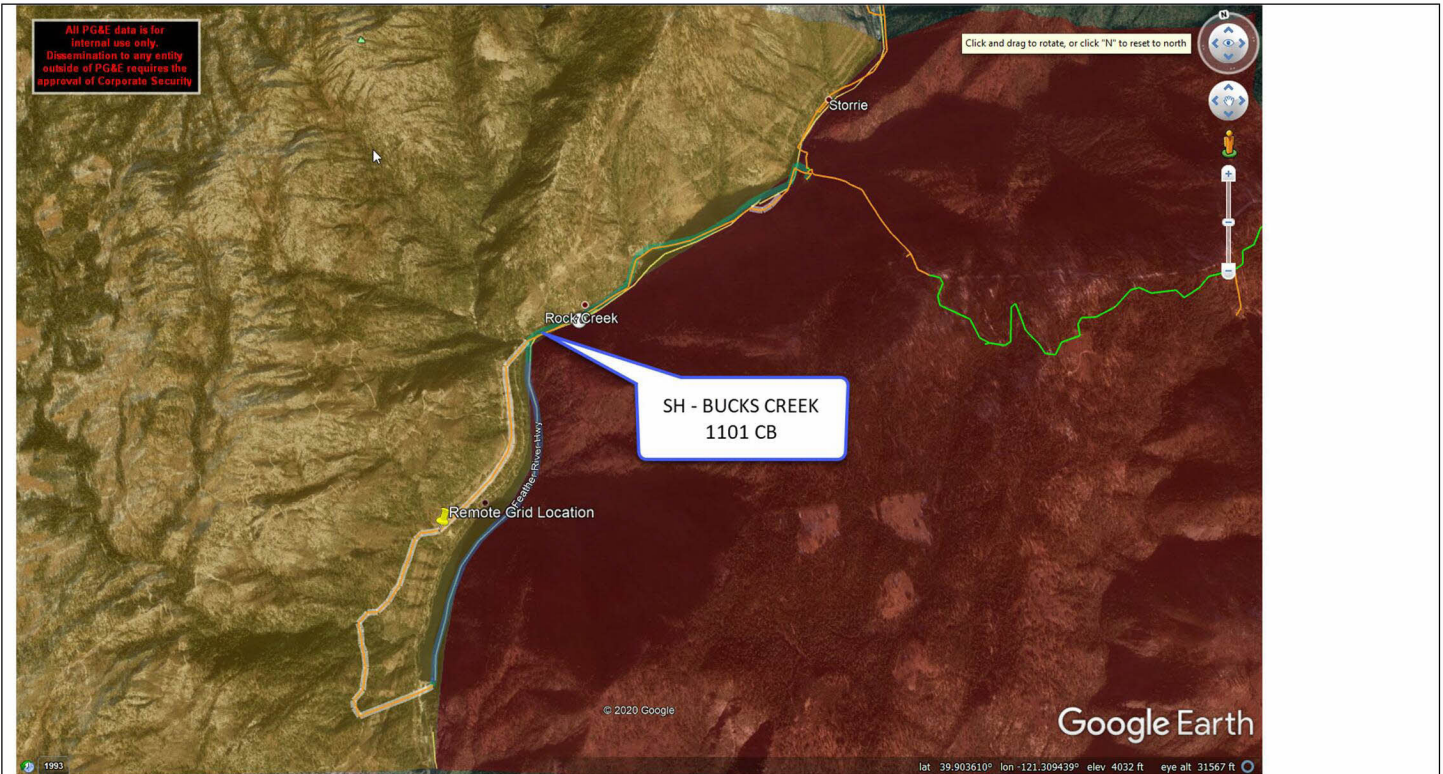 All PG&E data is for
internal use only.
Dissemination to any entity
outside of PG&E requires the
approval of Corporate Security
Click and drag to rotate, or click "N" to reset to north
N
Storrie
Rock Creek
SH - BUCKS CREEK
1101 CB
Feather River Hwy
Remote Grid Location
© 2020 Google
Google Earth
1993
lat 39.903610° lon -121.309439° elev 4032 ft eye alt 31567 ft